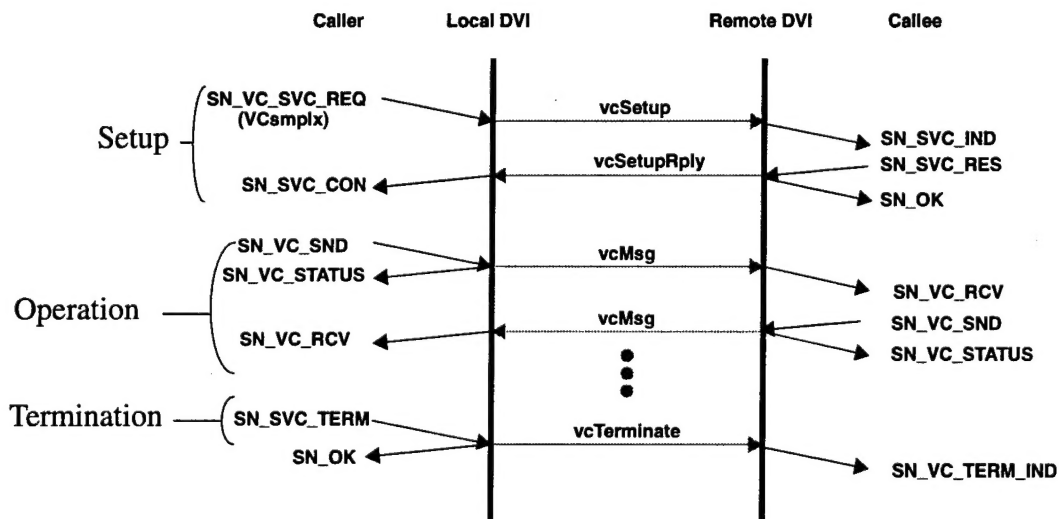 Caller Local DVI Remote DVI Callee
SN_VC_SVC_REQ
(VCsmplx)
vcSetup
Setup
SN_SVC_IND
vcSetupRply
SN_SVC_RES
SN_SVC_CON
SN_OK
SN_VC_SND
vcMsg
SN_VC_STATUS
SN_VC_RCV
Operation
vcMsg
SN_VC_SND
SN_VC_RCV
SN_VC_STATUS
Termination
SN_SVC_TERM
vcTerminate
SN_OK
SN_VC_TERM_IND